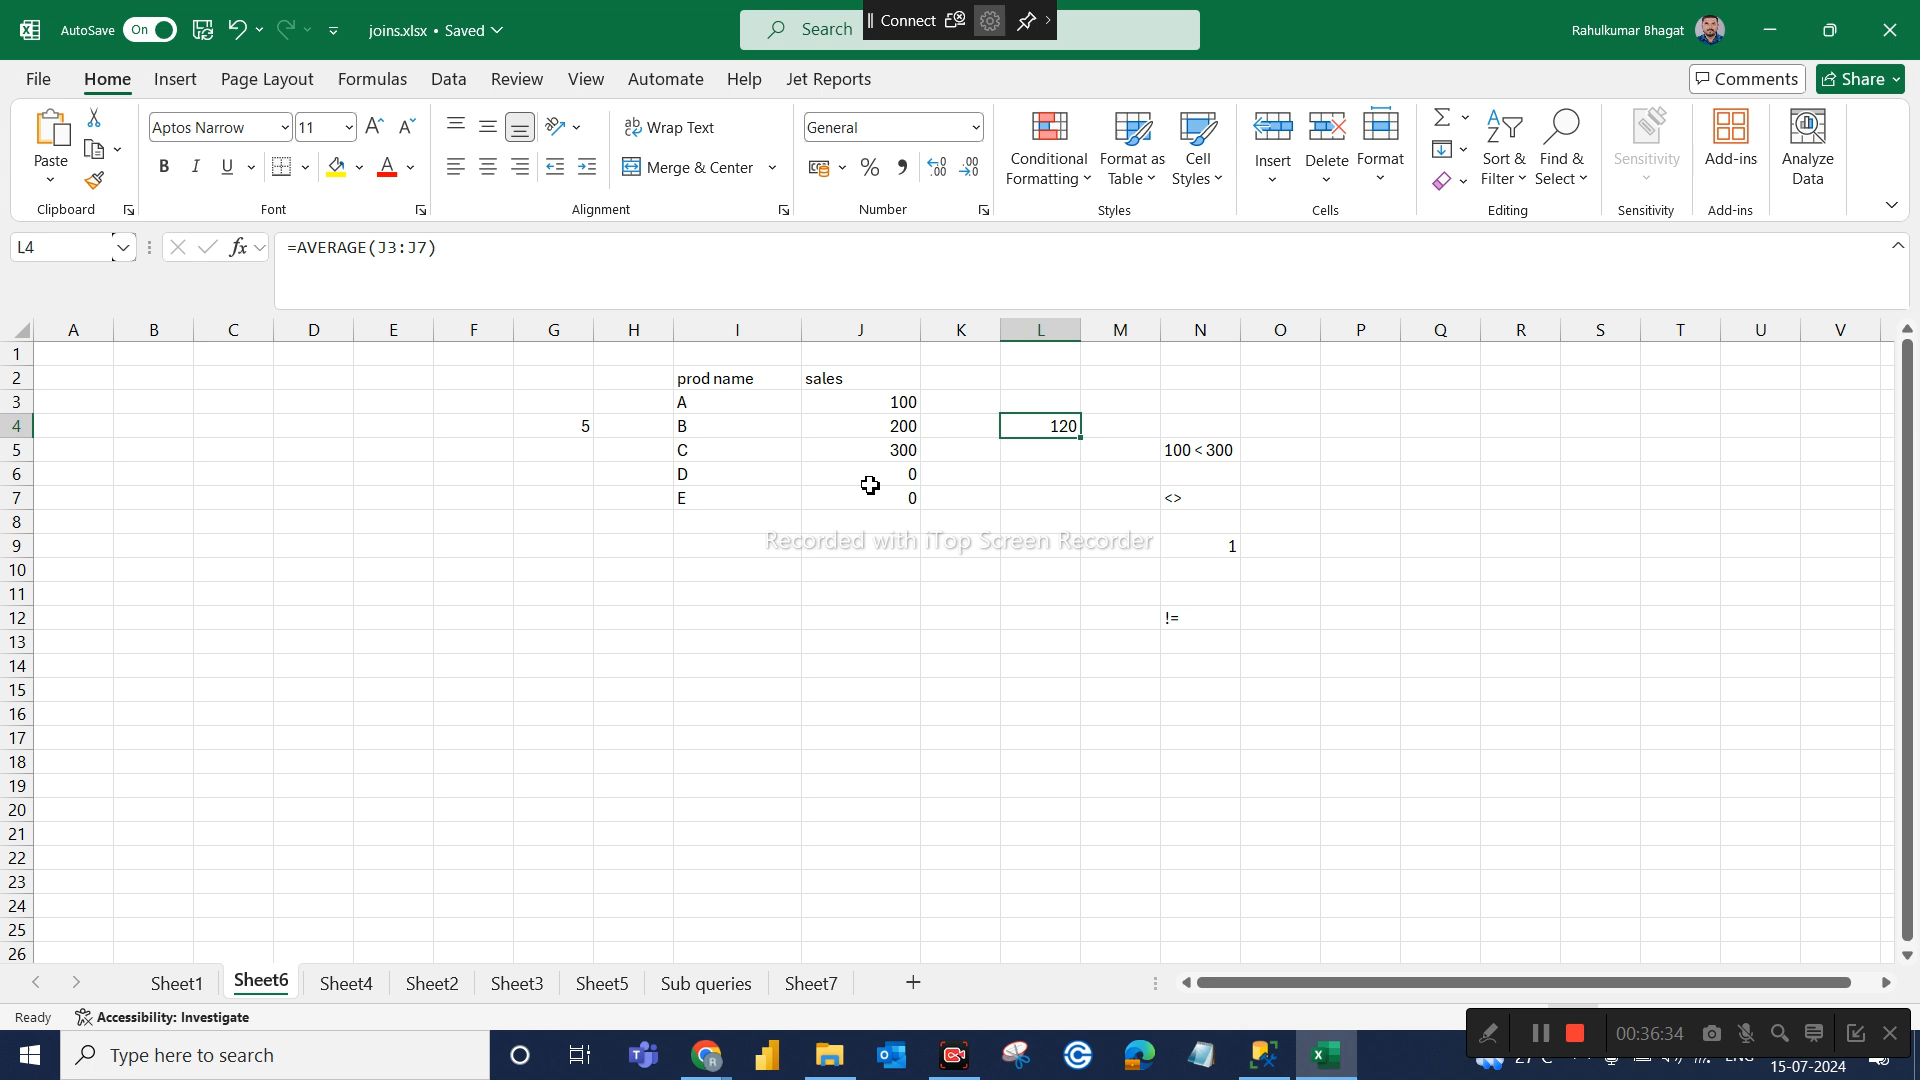 AutoSave On joins.xlsx • Saved Search Connect Rahulkumar Bhagat
File Home Insert Page Layout Formulas Data Review View Automate Help Jet Reports Comments Share
Paste Aptos Narrow 11 Wrap Text General Conditional Formatting Format as Table Cell Styles Insert Delete Format Sort & Filter Find & Select Sensitivity Add-ins Analyze Data
B I U Merge & Center % 
Clipboard Font Alignment Number Styles Cells Editing Sensitivity Add-ins
L4 fx =AVERAGE(J3:J7)
A B C D E F G H I J K L M N O P Q R S T U V
1
2 prod name sales
3 A 100
4 5 B 200 120
5 C 300 100 < 300
6 D 0
7 E 0 <>
8
Recorded with iTop Screen Recorder
9 1
10
11
12 !=
13
14
15
16
17
18
19
20
21
22
23
24
25
26
Sheet1 Sheet6 Sheet4 Sheet2 Sheet3 Sheet5 Sub queries Sheet7
Ready Accessibility: Investigate
00:36:34
Type here to search
15-07-2024